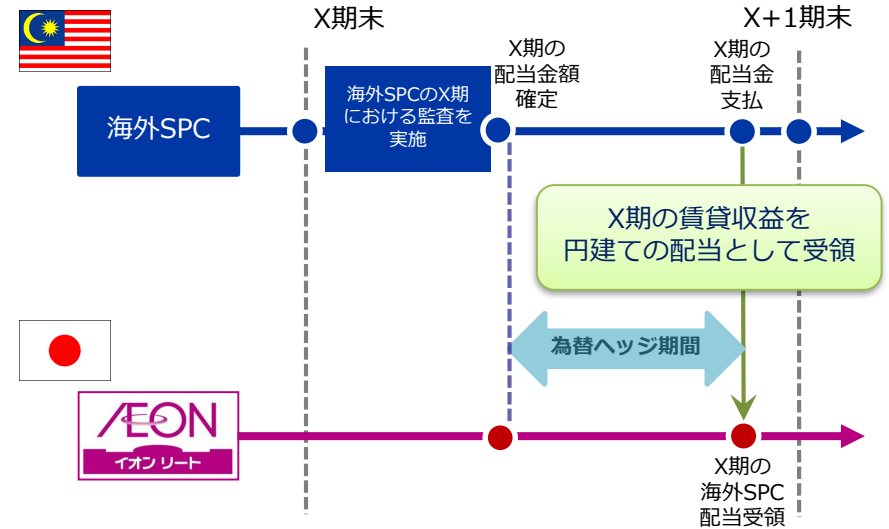 X期末
X+1期末
X期の
配当金額
確定
X期の
配当金
支払
海外SPC
海外SPCのX期
における監査を
実施
X期の賃貸収益を
円建ての配当として受領
為替ヘッジ期間
ÆON
イオン リート
X期の
海外SPC
配当受領